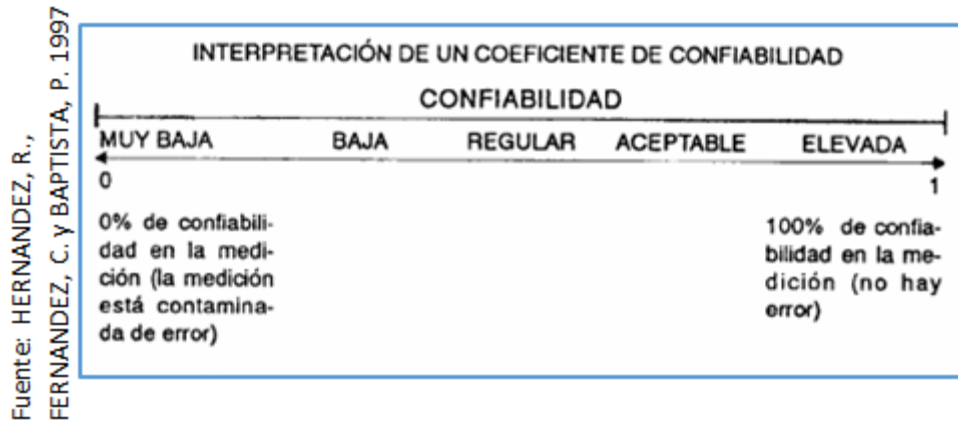 Fuente: HERNANDEZ, R.,
FERNANDEZ, C. y BAPTISTA, P. 1997
INTERPRETACIÓN DE UN COEFICIENTE DE CONFIABILIDAD
CONFIABILIDAD
MUY BAJA BAJA REGULAR ACEPTABLE ELEVADA
0 1
0% de confiabili-
dad en la medi-
ción (la medición
está contamina-
da de error)
100% de confia-
bilidad en la me-
dición (no hay
error)